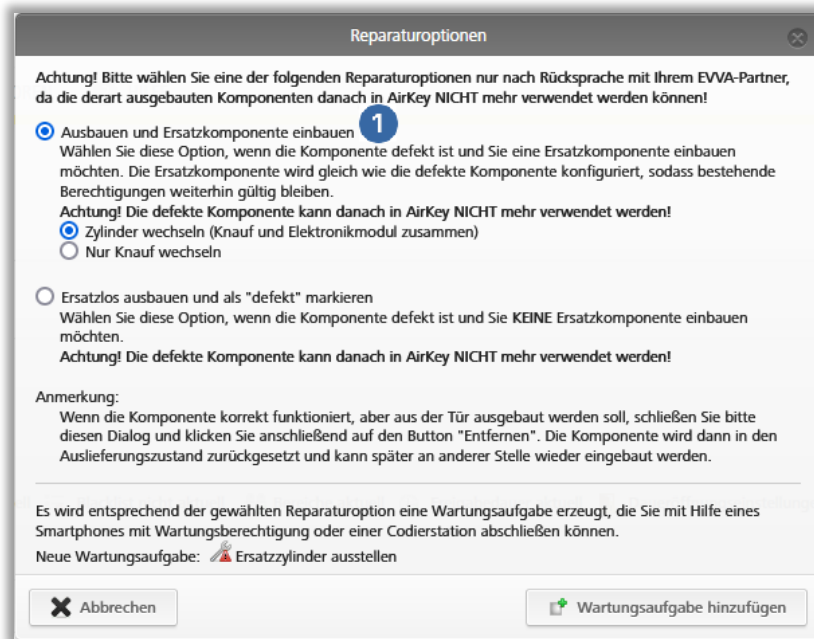 Reparaturoptionen
Achtung! Bitte wählen Sie eine der folgenden Reparaturoptionen nur nach Rücksprache mit Ihrem EVVA-Partner,
da die derart ausgebauten Komponenten danach in AirKey NICHT mehr verwendet werden können!
Ausbauen und Ersatzkomponente einbauen 1
Wählen Sie diese Option, wenn die Komponente defekt ist und Sie eine Ersatzkomponente einbauen
möchten. Die Ersatzkomponente wird gleich wie die defekte Komponente konfiguriert, sodass bestehende
Berechtigungen weiterhin gültig bleiben.
Achtung! Die defekte Komponente kann danach in AirKey NICHT mehr verwendet werden!
Zylinder wechseln (Knauf und Elektronikmodul zusammen)
Nur Knauf wechseln
Ersatzlos ausbauen und als "defekt" markieren
Wählen Sie diese Option, wenn die Komponente defekt ist und Sie KEINE Ersatzkomponente einbauen
möchten.
Achtung! Die defekte Komponente kann danach in AirKey NICHT mehr verwendet werden!
Anmerkung:
Wenn die Komponente korrekt funktioniert, aber aus der Tür ausgebaut werden soll, schließen Sie bitte
diesen Dialog und klicken Sie anschließend auf den Button "Entfernen". Die Komponente wird dann in den
Auslieferungszustand zurückgesetzt und kann später an anderer Stelle wieder eingebaut werden.
Es wird entsprechend der gewählten Reparaturoption eine Wartungsaufgabe erzeugt, die Sie mit Hilfe eines
Smartphones mit Wartungsberechtigung oder einer Codierstation abschließen können.
Neue Wartungsaufgabe: Ersatzzylinder ausstellen
Abbrechen
Wartungsaufgabe hinzufügen